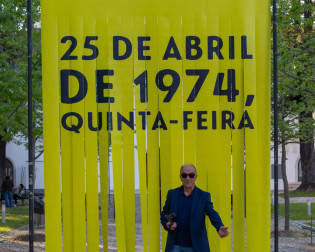 25 DE ABRIL
DE 1974,
QUINTA-FEIRA